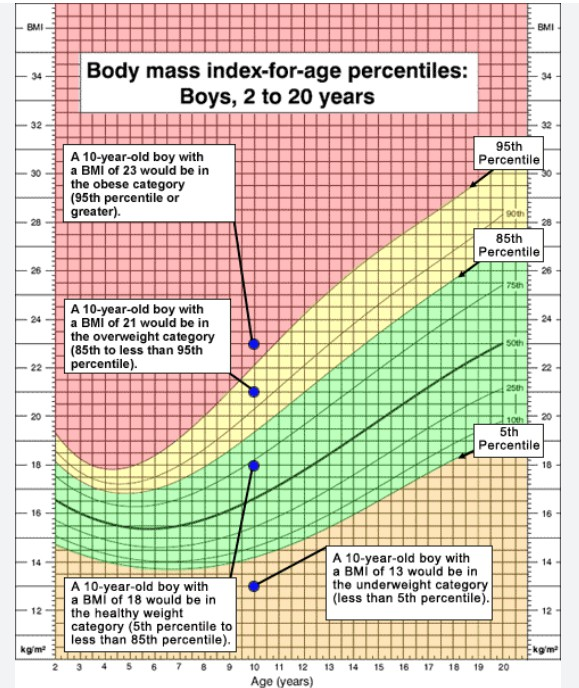 BMI
BMI
Body mass index-for-age percentiles:
Boys, 2 to 20 years
34
34
32
32
95th
Percentile
A 10-year-old boy with
a BMI of 23 would be in
the obese category
(95th percentile or
greater).
30
30
28
28
90th
85th
Percentile
26
26
75th
A 10-year-old boy with
a BMI of 21 would be in
the overweight category
(85th to less than 95th
percentile).
24
24
50th
22
22
25th
20
20
10th
5th
Percentile
18
18
16
16
14
14
A 10-year-old boy with
a BMI of 13 would be in
the underweight category
(less than 5th percentile).
A 10-year-old boy with
a BMI of 18 would be in
the healthy weight
category (5th percentile to
less than 85th percentile).
12
12
kg/m²
kg/m²
2 3 4 5 6 7 8 9 10 11 12 13 14 15 16 17 18 19 20
Age (years)